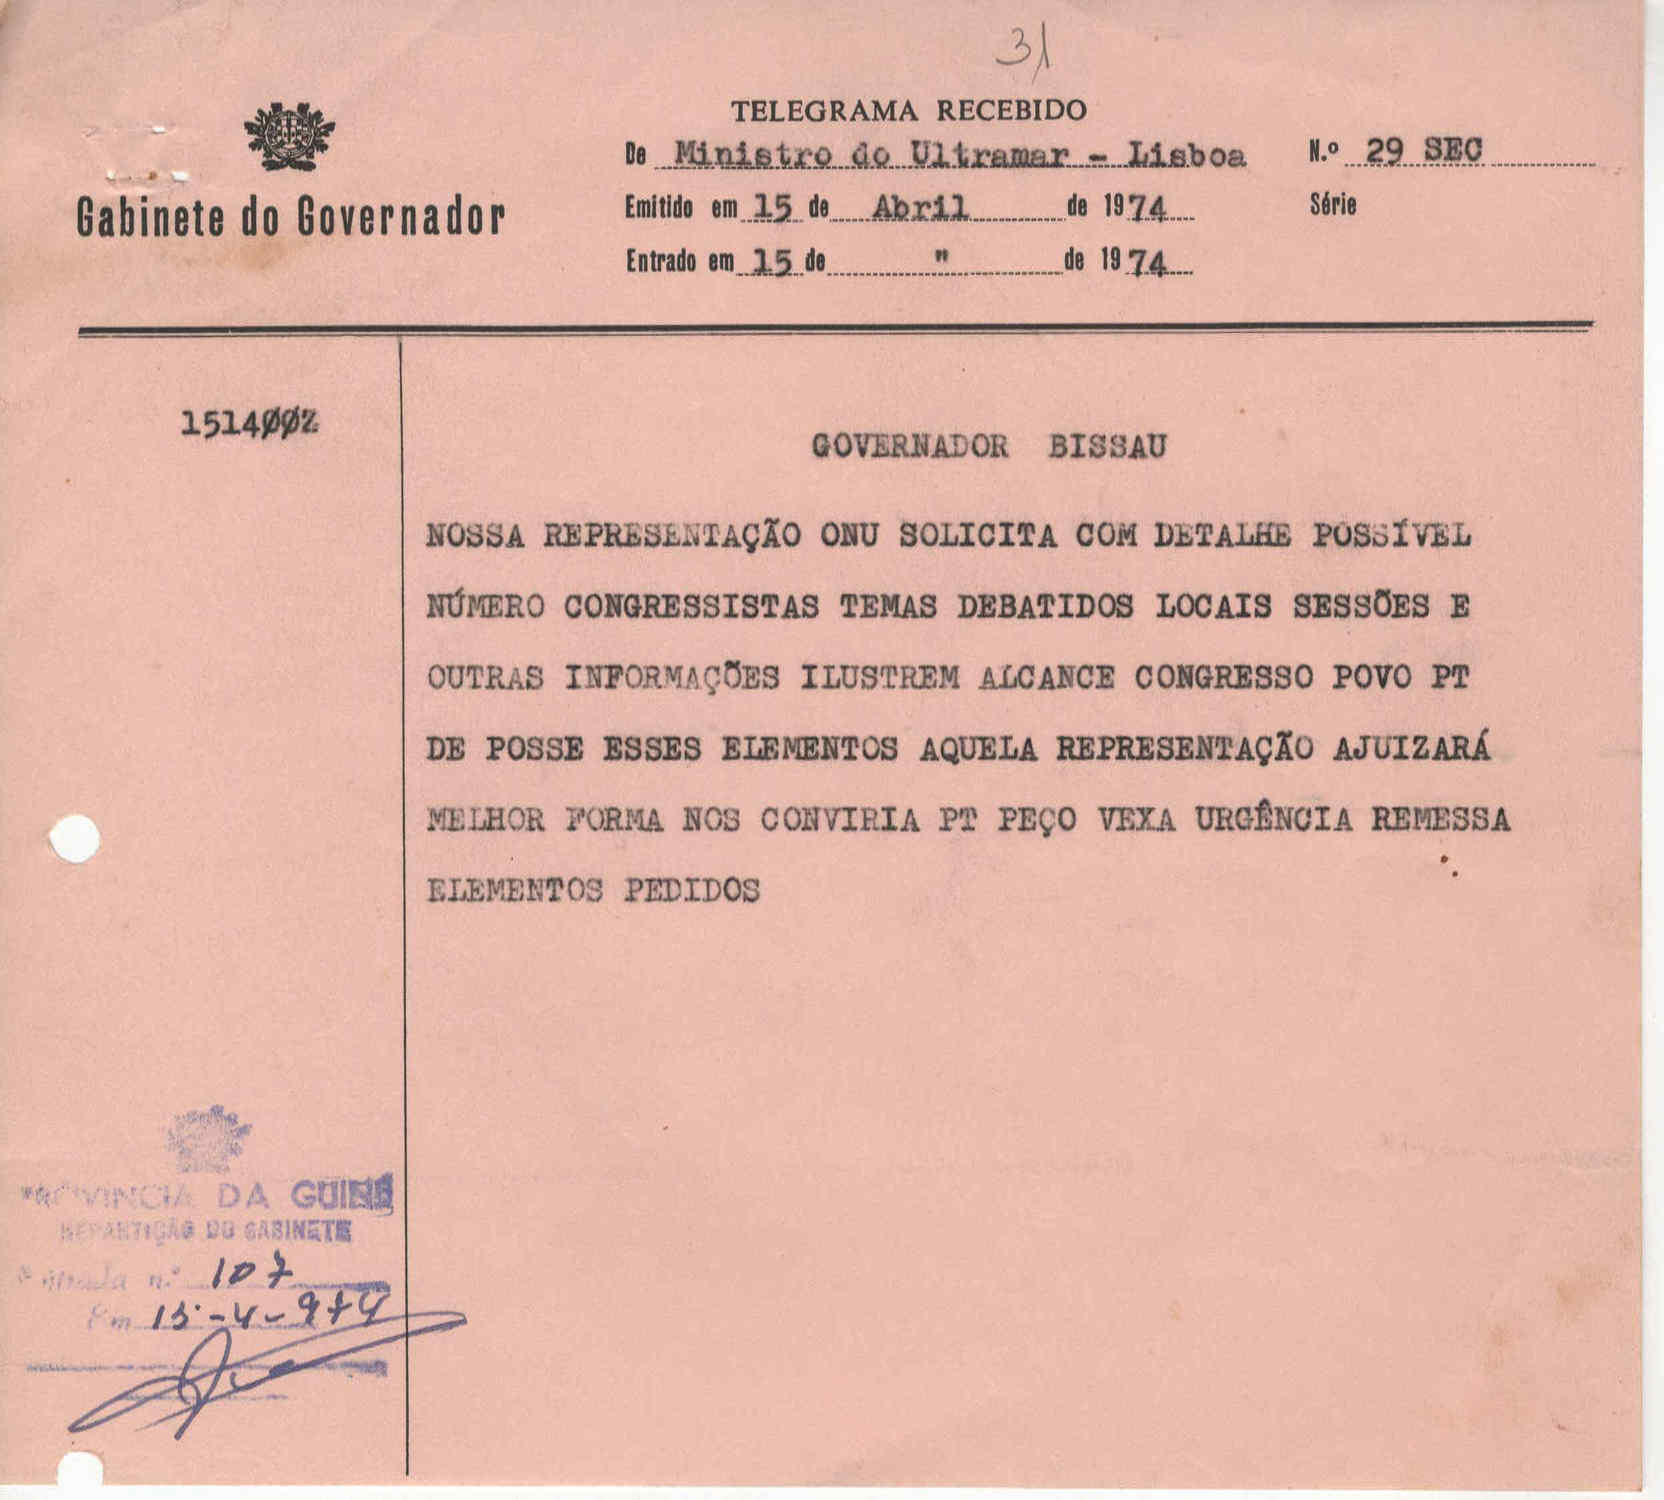 31
TELEGRAMA RECEBIDO
De Ministro do Ultramar - Lisboa N.º 29 SEC
Gabinete do Governador
Emitido em 15 de Abril de 1974 Série
Entrado em 15 de " de 1974
151400Z
GOVERNADOR BISSAU
NOSSA REPRESENTAÇÃO ONU SOLICITA COM DETALHE POSSÍVEL
NÚMERO CONGRESSISTAS TEMAS DEBATIDOS LOCAIS SESSÕES E
OUTRAS INFORMAÇÕES ILUSTREM ALCANCE CONGRESSO POVO PT
DE POSSE ESSES ELEMENTOS AQUELA REPRESENTAÇÃO AJUIZARÁ
MELHOR FORMA NOS CONVIRIA PT PEÇO VEXA URGÊNCIA REMESSA
ELEMENTOS PEDIDOS
PROVINCIA DA GUINÉ
REPARTIÇÃO DO GABINETE
Entrada n.º 107
Em 15-4-974